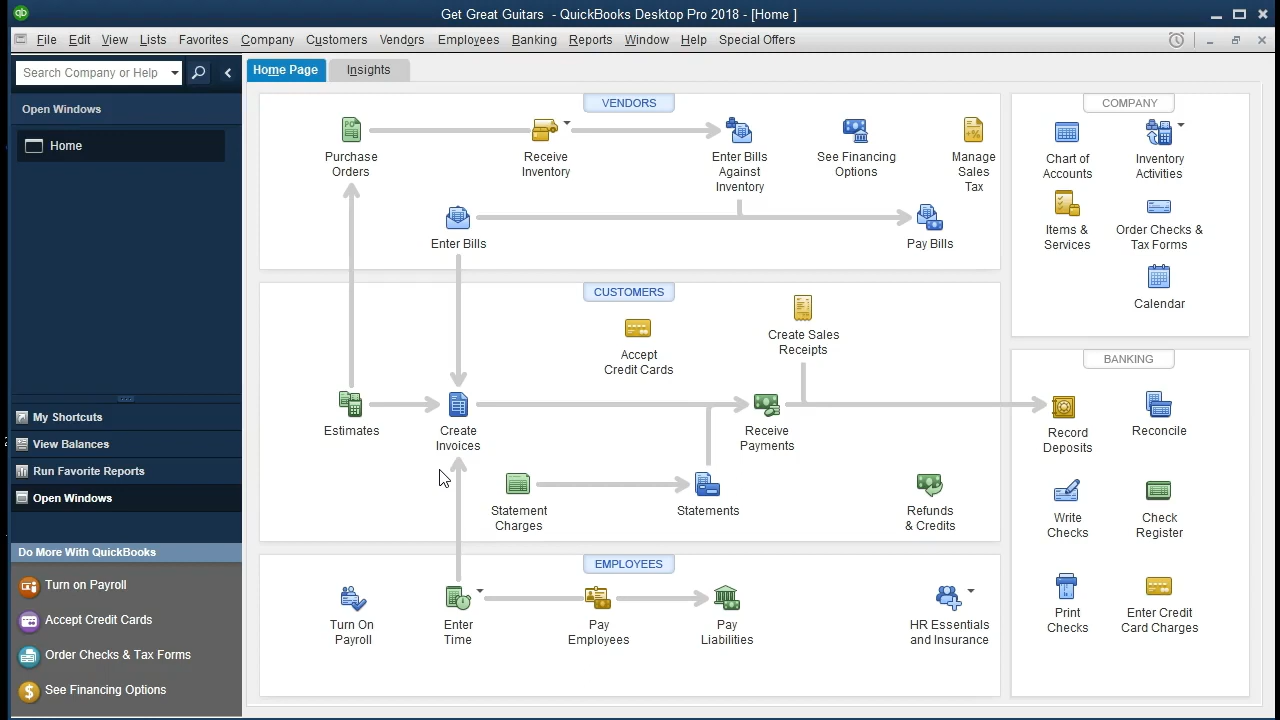 qb
Get Great Guitars - QuickBooks Desktop Pro 2018 - [Home ]
File Edit View Lists Favorites Company Customers Vendors Employees Banking Reports Window Help Special Offers
Search Company or Help
Open Windows
Home
My Shortcuts
View Balances
Run Favorite Reports
Open Windows
Do More With QuickBooks
Turn on Payroll
Accept Credit Cards
Order Checks & Tax Forms
See Financing Options
Home Page Insights
VENDORS
Purchase
Orders
Receive
Inventory
Enter Bills
Against
Inventory
See Financing
Options
Manage
Sales
Tax
Enter Bills
Pay Bills
CUSTOMERS
Accept
Credit Cards
Create Sales
Receipts
Estimates
Create
Invoices
Receive
Payments
Statement
Charges
Statements
Refunds
& Credits
EMPLOYEES
Turn On
Payroll
Enter
Time
Pay
Employees
Pay
Liabilities
HR Essentials
and Insurance
COMPANY
Chart of
Accounts
Inventory
Activities
Items &
Services
Order Checks &
Tax Forms
Calendar
BANKING
Record
Deposits
Reconcile
Write
Checks
Check
Register
Print
Checks
Enter Credit
Card Charges